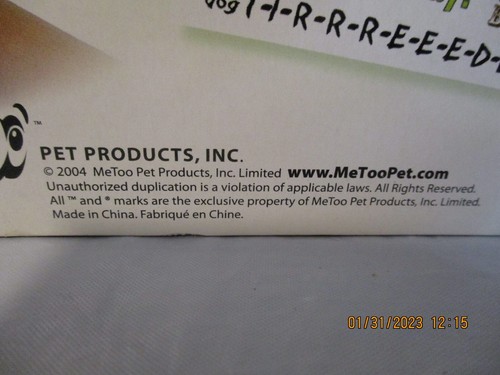 dog T-I-R-R-R-E-E-E-D-
™
PET PRODUCTS, INC.
© 2004 MeToo Pet Products, Inc. Limited www.MeTooPet.com
Unauthorized duplication is a violation of applicable laws. All Rights Reserved.
All ™ and ® marks are the exclusive property of MeToo Pet Products, Inc. Limited.
Made in China. Fabriqué en Chine.
01/31/2023 12:15